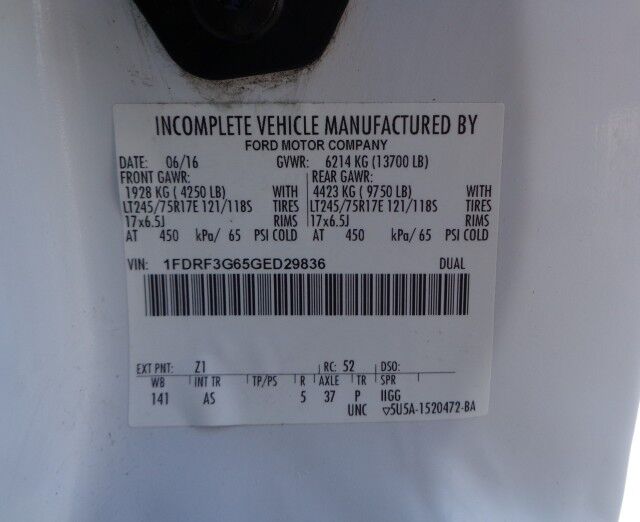 INCOMPLETE VEHICLE MANUFACTURED BY
FORD MOTOR COMPANY
DATE: 06/16 GVWR: 6214 KG (13700 LB)
FRONT GAWR: REAR GAWR:
1928 KG ( 4250 LB) WITH 4423 KG ( 9750 LB) WITH
LT245/75R17E 121/118S TIRES LT245/75R17E 121/118S TIRES
17x6.5J RIMS 17x6.5J RIMS
AT 450 kPa/ 65 PSI COLD AT 450 kPa/ 65 PSI COLD
VIN: 1FDRF3G65GED29836 DUAL
EXT PNT: Z1 RC: 52 DSO:
WB INT TR TP/PS R AXLE TR SPR
141 AS 5 37 P IIGG
UNC ▽5U5A-1520472-BA